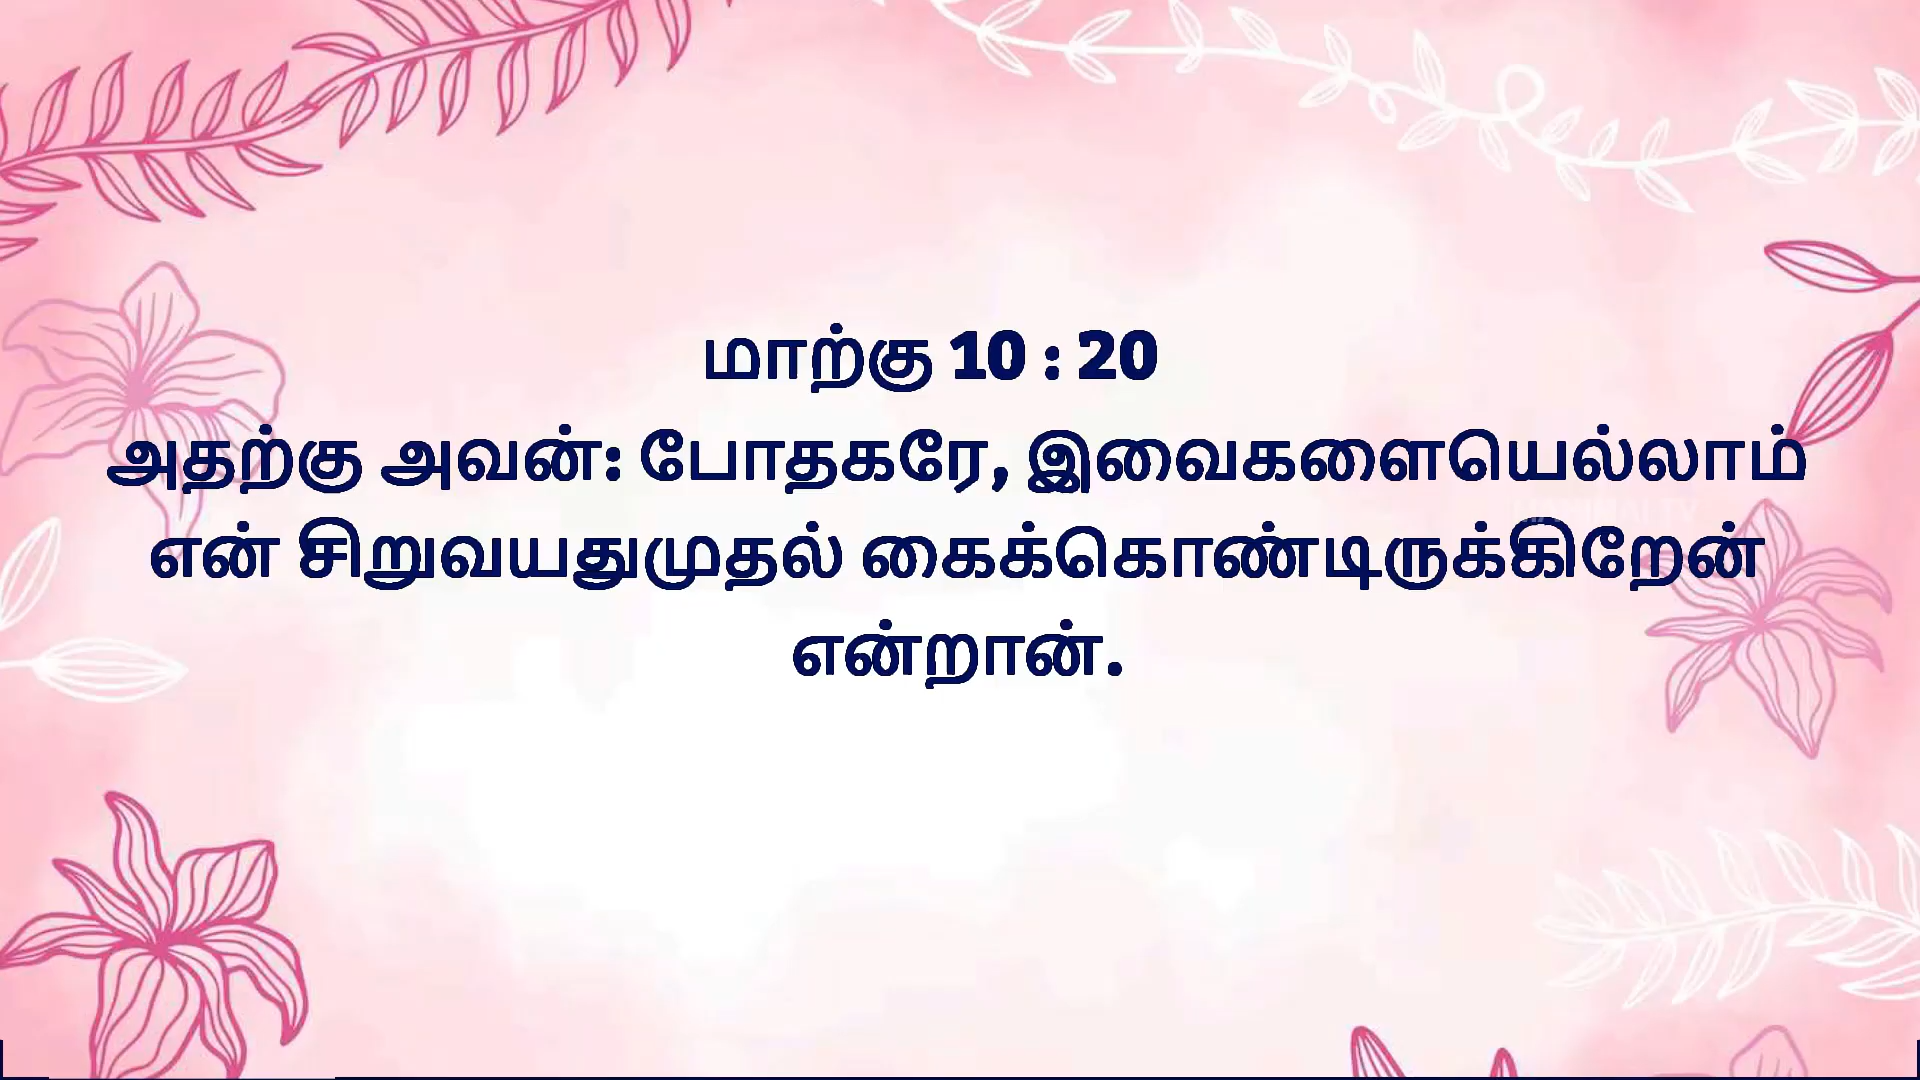 மாற்கு 10 : 20
அதற்கு அவன்: போதகரே, இவைகளையெல்லாம்
என் சிறுவயதுமுதல் கைக்கொண்டிருக்கிறேன்
என்றான்.